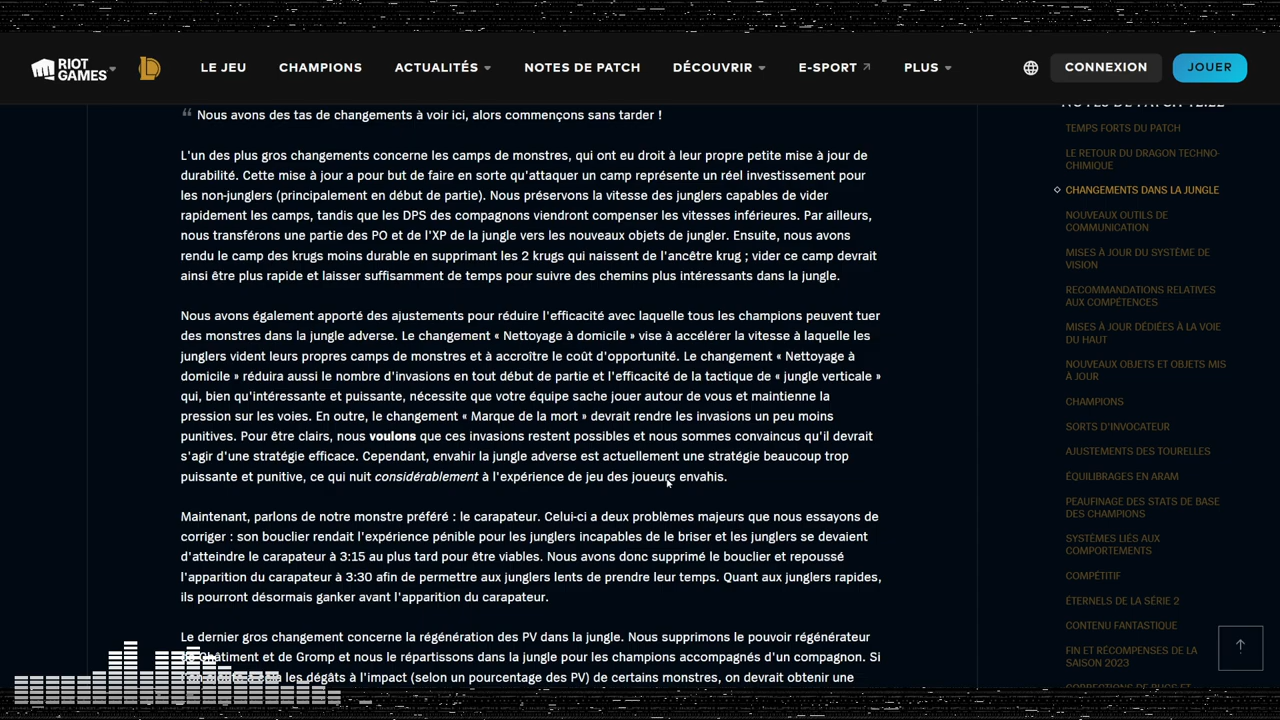 RIOT GAMES
LE JEU
CHAMPIONS
ACTUALITÉS
NOTES DE PATCH
DÉCOUVRIR
E-SPORT
PLUS
CONNEXION
JOUER
“ Nous avons des tas de changements à voir ici, alors commençons sans tarder !
L'un des plus gros changements concerne les camps de monstres, qui ont eu droit à leur propre petite mise à jour de
durabilité. Cette mise à jour a pour but de faire en sorte qu'attaquer un camp représente un réel investissement pour
les non-junglers (principalement en début de partie). Nous préservons la vitesse des junglers capables de vider
rapidement les camps, tandis que les DPS des compagnons viendront compenser les vitesses inférieures. Par ailleurs,
nous transférons une partie des PO et de l'XP de la jungle vers les nouveaux objets de jungler. Ensuite, nous avons
rendu le camp des krugs moins durable en supprimant les 2 krugs qui naissent de l'ancêtre krug ; vider ce camp devrait
ainsi être plus rapide et laisser suffisamment de temps pour suivre des chemins plus intéressants dans la jungle.
Nous avons également apporté des ajustements pour réduire l'efficacité avec laquelle tous les champions peuvent tuer
des monstres dans la jungle adverse. Le changement « Nettoyage à domicile » vise à accélérer la vitesse à laquelle les
junglers vident leurs propres camps de monstres et à accroître le coût d'opportunité. Le changement « Nettoyage à
domicile » réduira aussi le nombre d'invasions en tout début de partie et l'efficacité de la tactique de « jungle verticale »
qui, bien qu'intéressante et puissante, nécessite que votre équipe sache jouer autour de vous et maintienne la
pression sur les voies. En outre, le changement « Marque de la mort » devrait rendre les invasions un peu moins
punitives. Pour être clairs, nous voulons que ces invasions restent possibles et nous sommes convaincus qu'il devrait
s'agir d'une stratégie efficace. Cependant, envahir la jungle adverse est actuellement une stratégie beaucoup trop
puissante et punitive, ce qui nuit considérablement à l'expérience de jeu des joueurs envahis.
Maintenant, parlons de notre monstre préféré : le carapateur. Celui-ci a deux problèmes majeurs que nous essayons de
corriger : son bouclier rendait l'expérience pénible pour les junglers incapables de le briser et les junglers se devaient
d'atteindre le carapateur à 3:15 au plus tard pour être viables. Nous avons donc supprimé le bouclier et repoussé
l'apparition du carapateur à 3:30 afin de permettre aux junglers lents de prendre leur temps. Quant aux junglers rapides,
ils pourront désormais ganker avant l'apparition du carapateur.
Le dernier gros changement concerne la régénération des PV dans la jungle. Nous supprimons le pouvoir régénérateur
Châtiment et de Gromp et nous le répartissons dans la jungle pour les champions accompagnés d'un compagnon. Si
les dégâts à l'unité (selon un pourcentage des PV) de certains monstres, on devrait obtenir une
NOTES DE PATCH 12.22
TEMPS FORTS DU PATCH
LE RETOUR DU DRAGON TECHNO-
CHIMIQUE
CHANGEMENTS DANS LA JUNGLE
NOUVEAUX OUTILS DE
COMMUNICATION
MISES À JOUR DU SYSTÈME DE
VISION
RECOMMANDATIONS RELATIVES
AUX COMPÉTENCES
MISES À JOUR DÉDIÉES À LA VOIE
DU HAUT
NOUVEAUX OBJETS ET OBJETS MIS
À JOUR
CHAMPIONS
SORTS D'INVOCATEUR
AJUSTEMENTS DES TOURELLES
ÉQUILIBRAGES EN ARAM
PEAUFINAGE DES STATS DE BASE
DES CHAMPIONS
SYSTÈMES LIÉS AUX
COMPORTEMENTS
COMPÉTITIF
ÉTERNELS DE LA SÉRIE 2
CONTENU FANTASTIQUE
FIN ET RÉCOMPENSES DE LA
SAISON 2023
CORRECTIONS DE BUGS ET